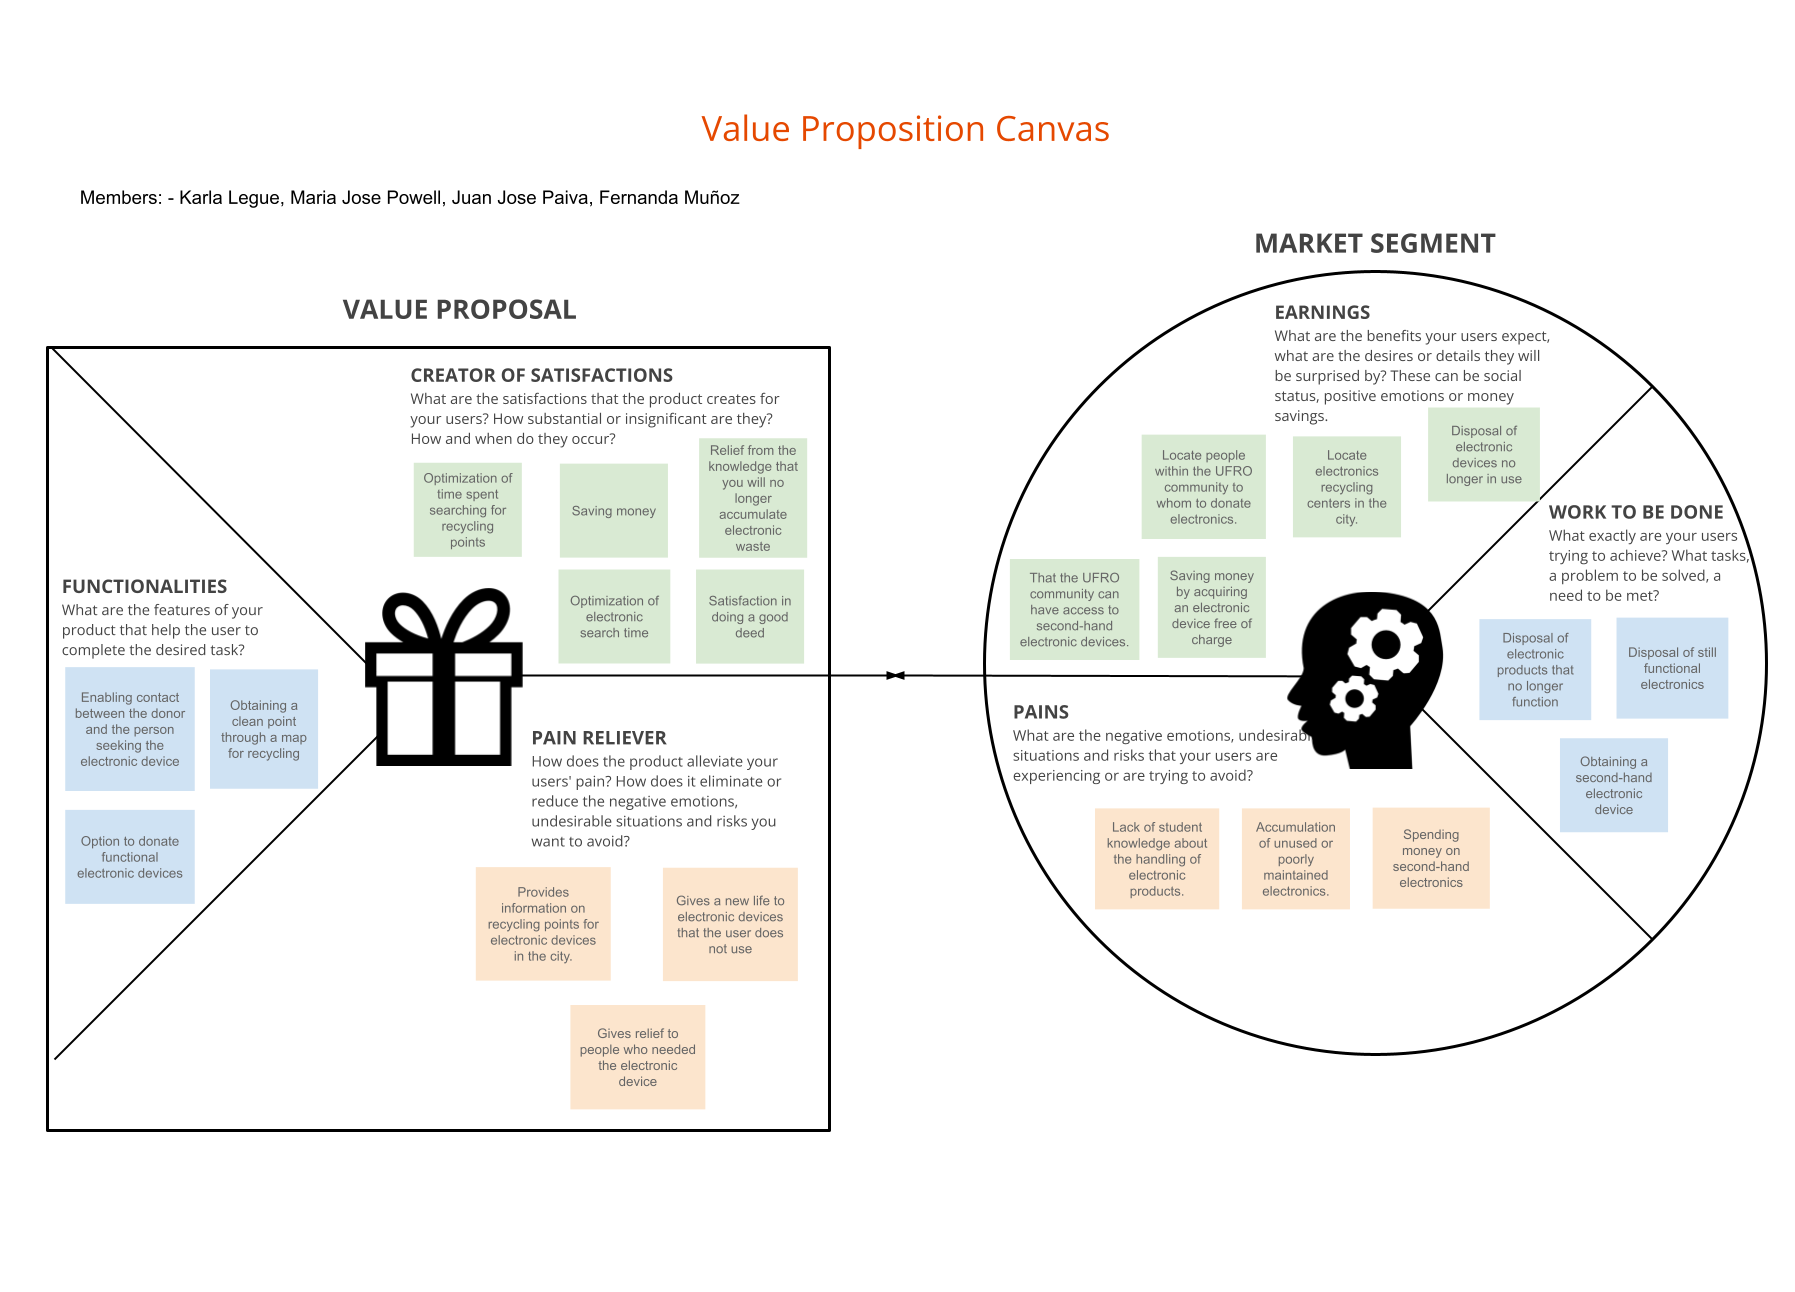 Value Proposition Canvas
Members: - Karla Legue, Maria Jose Powell, Juan Jose Paiva, Fernanda Muñoz
VALUE PROPOSAL
CREATOR OF SATISFACTIONS
What are the satisfactions that the product creates for
your users? How substantial or insignificant are they?
How and when do they occur?
Optimization of
time spent
searching for
recycling
points
Saving money
Relief from the
knowledge that
you will no
longer
accumulate
electronic
waste
Optimization of
electronic
search time
Satisfaction in
doing a good
deed
FUNCTIONALITIES
What are the features of your
product that help the user to
complete the desired task?
Enabling contact
between the donor
and the person
seeking the
electronic device
Obtaining a
clean point
through a map
for recycling
Option to donate
functional
electronic devices
PAIN RELIEVER
How does the product alleviate your
users' pain? How does it eliminate or
reduce the negative emotions,
undesirable situations and risks you
want to avoid?
Provides
information on
recycling points for
electronic devices
in the city.
Gives a new life to
electronic devices
that the user does
not use
Gives relief to
people who needed
the electronic
device
MARKET SEGMENT
EARNINGS
What are the benefits your users expect,
what are the desires or details they will
be surprised by? These can be social
status, positive emotions or money
savings.
Locate people
within the UFRO
community to
whom to donate
electronics.
Locate
electronics
recycling
centers in the
city.
Disposal of
electronic
devices no
longer in use
That the UFRO
community can
have access to
second-hand
electronic devices.
Saving money
by acquiring
an electronic
device free of
charge
WORK TO BE DONE
What exactly are your users
trying to achieve? What tasks,
a problem to be solved, a
need to be met?
Disposal of
electronic
products that
no longer
function
Disposal of still
functional
electronics
Obtaining a
second-hand
electronic
device
PAINS
What are the negative emotions, undesirabl
situations and risks that your users are
experiencing or are trying to avoid?
Lack of student
knowledge about
the handling of
electronic
products.
Accumulation
of unused or
poorly
maintained
electronics.
Spending
money on
second-hand
electronics